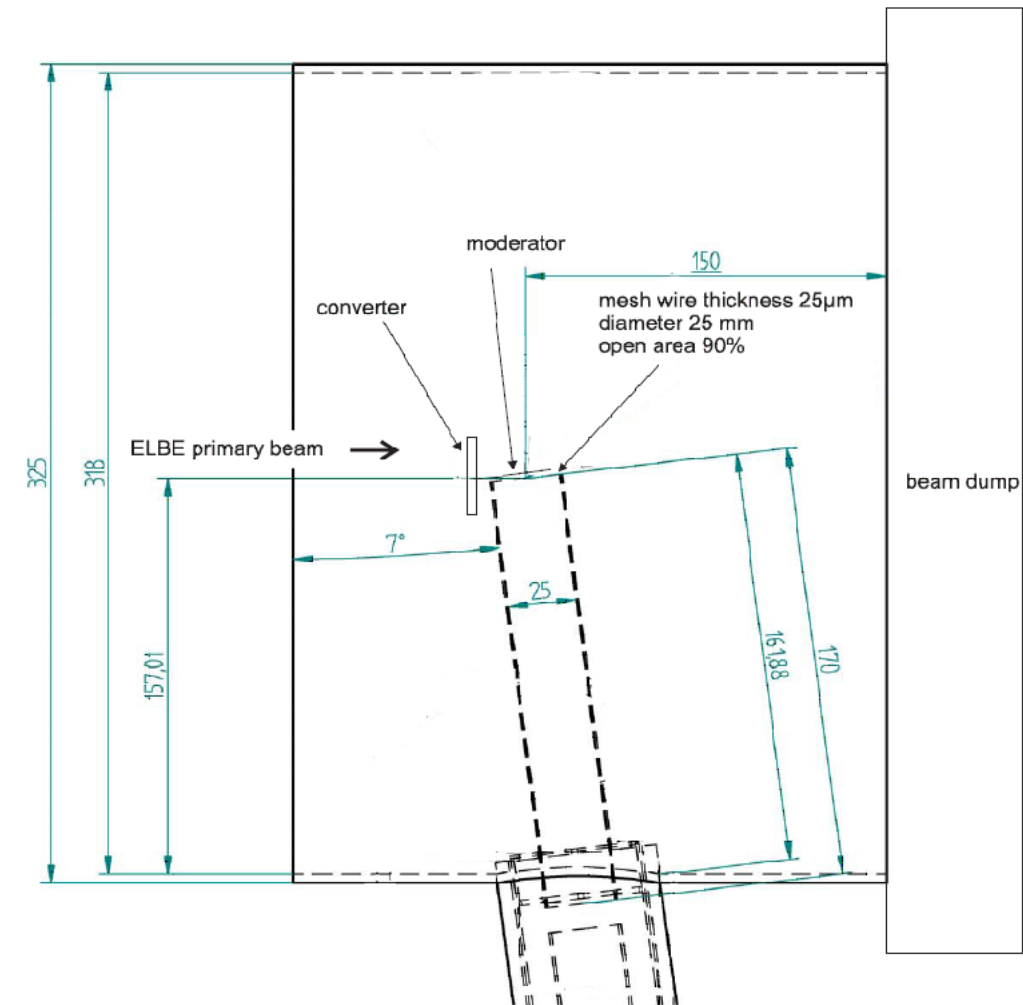 moderator
150
converter
mesh wire thickness 25µm
diameter 25 mm
open area 90%
ELBE primary beam
325
318
beam dump
7°
25
157,01
161,88
170